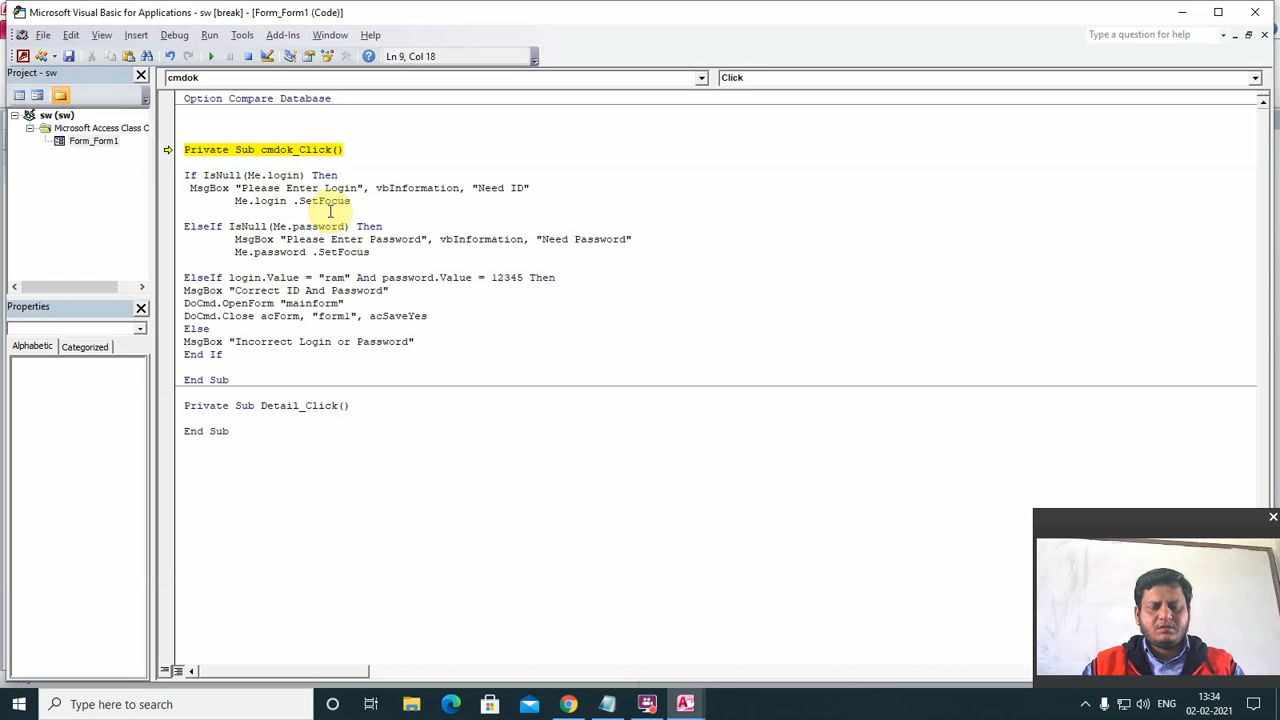 Microsoft Visual Basic for Applications - sw [break] - [Form_Form1 (Code)]
File Edit View Insert Debug Run Tools Add-Ins Window Help
Type a question for help
Ln 9, Col 18
Project - sw
cmdok
Click
sw (sw)
Microsoft Access Class O
Form_Form1
Option Compare Database
Private Sub cmdok_Click()
If IsNull(Me.login) Then
MsgBox "Please Enter Login", vbInformation, "Need ID"
Me.login .SetFocus
ElseIf IsNull(Me.password) Then
MsgBox "Please Enter Password", vbInformation, "Need Password"
Me.password .SetFocus
ElseIf login.Value = "ram" And password.Value = 12345 Then
MsgBox "Correct ID And Password"
DoCmd.OpenForm "mainform"
DoCmd.Close acForm, "form1", acSaveYes
Else
MsgBox "Incorrect Login or Password"
End If
End Sub
Private Sub Detail_Click()
End Sub
Properties
Alphabetic Categorized
Type here to search
ENG
13:34
02-02-2021